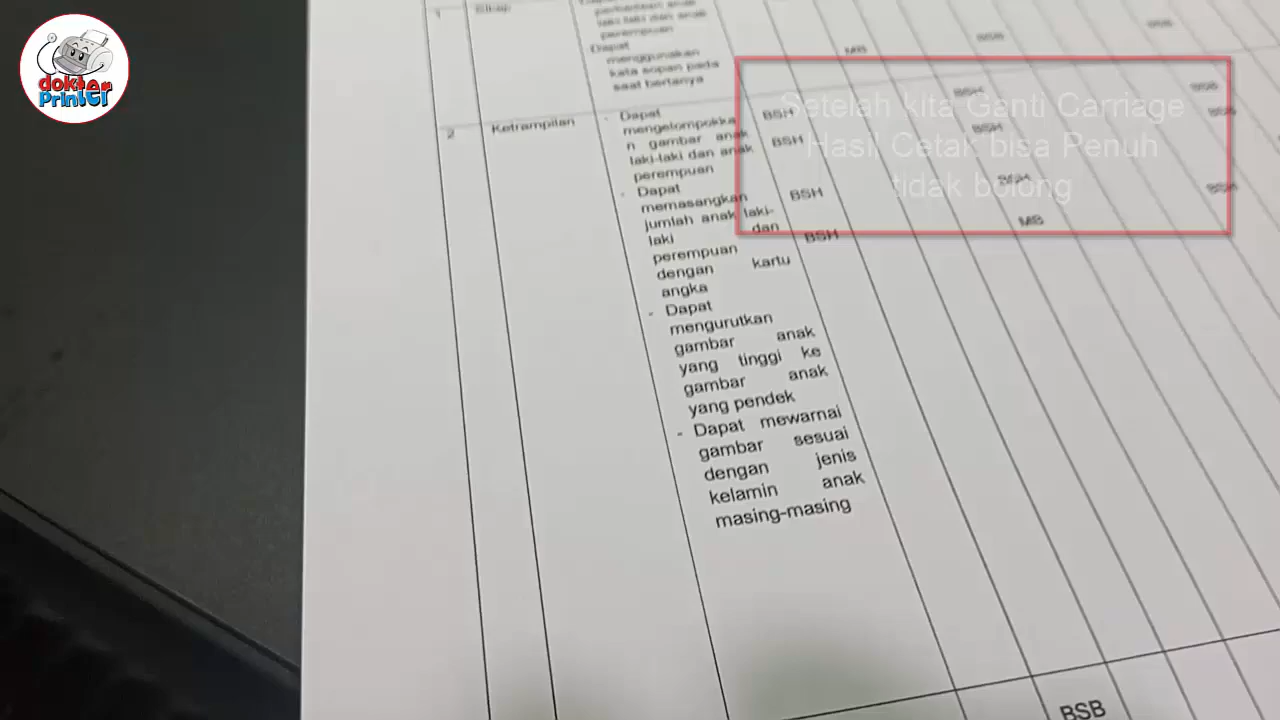 dokter
Printer
Setelah kita Ganti Carriage
Hasil Cetak bisa Penuh
tidak bolong
1
Sikap
perempuan
Dapat
menggunakan
kata sopan pada
saat bertanya
MB
BSB
BSB
2
Ketrampilan
- Dapat
mengelompokka
n gambar anak
laki-laki dan anak
perempuan
- Dapat
memasangkan
jumlah anak laki-
laki dan
perempuan
dengan kartu
angka
- Dapat
mengurutkan
gambar anak
yang tinggi ke
gambar anak
yang pendek
- Dapat mewarnai
gambar sesuai
dengan jenis
kelamin anak
masing-masing
BSH
BSH
BSH
BSH
BSH
BSH
BSH
MB
BSB
BSB
BSH
BSB